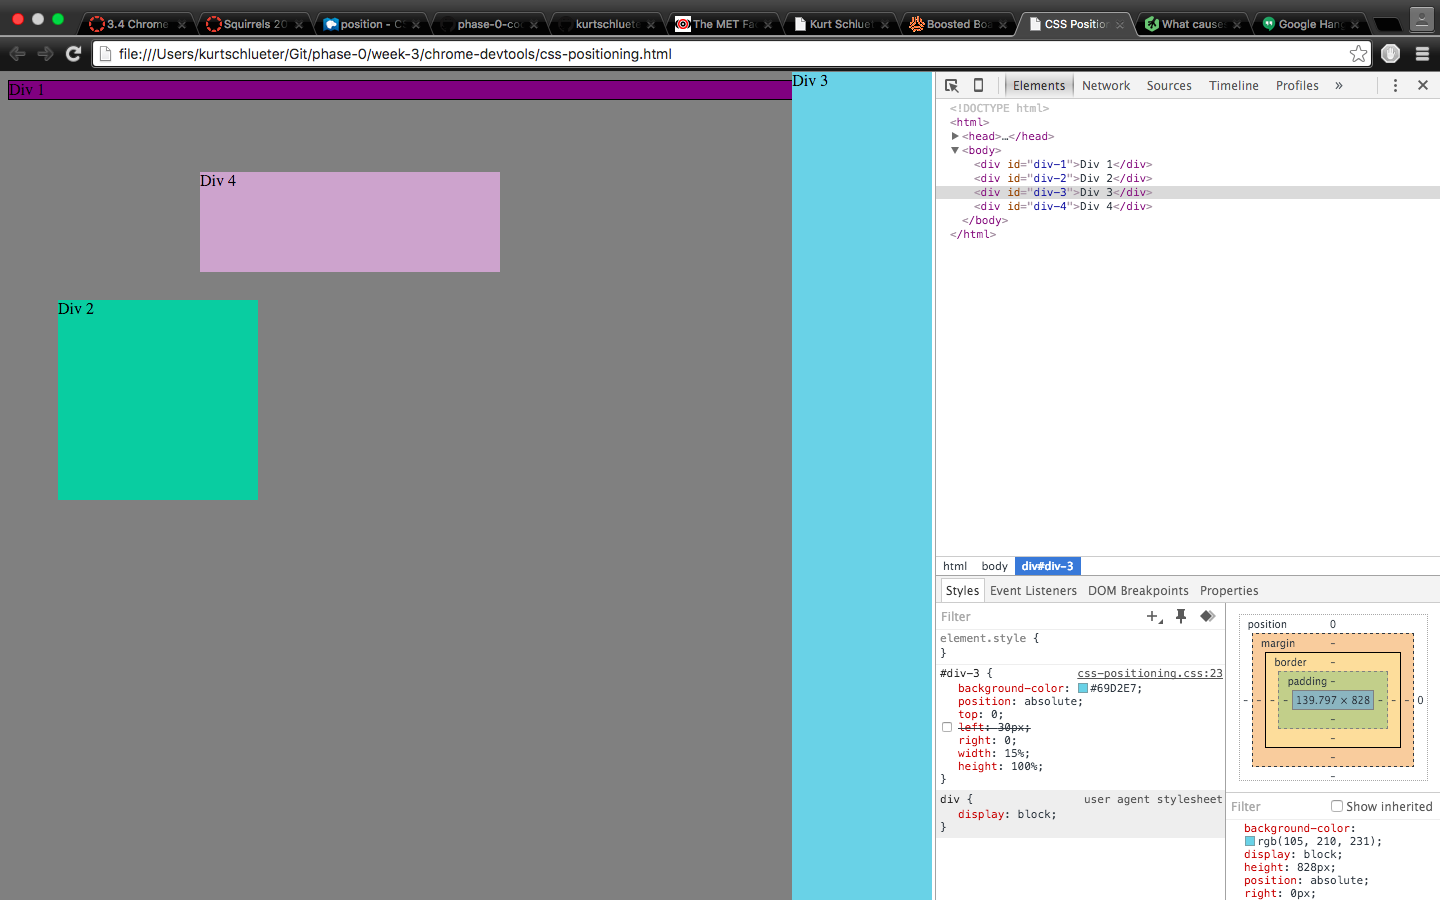 3.4 Chrome
Squirrels 20
position - C
phase-0-co
kurtschluete
The MET Fa
Kurt Schlue
Boosted Boa
CSS Position
What cause
Google Hang
file:///Users/kurtschlueter/Git/phase-0/week-3/chrome-devtools/css-positioning.html
Div 1
Div 3
Div 4
Div 2
Elements Network Sources Timeline Profiles »
<!DOCTYPE html>
<html>
<head>…</head>
<body>
<div id="div-1">Div 1</div>
<div id="div-2">Div 2</div>
<div id="div-3">Div 3</div>
<div id="div-4">Div 4</div>
</body>
</html>
html body div#div-3
Styles Event Listeners DOM Breakpoints Properties
Filter
element.style {
}
#div-3 { css-positioning.css:23
background-color: #69D2E7;
position: absolute;
top: 0;
left: 30px;
right: 0;
width: 15%;
height: 100%;
}
div { user agent stylesheet
display: block;
}
position 0
margin -
border -
padding -
- - - - 139.797 × 828 - - - 0
-
-
-
-
Filter Show inherited
background-color:
rgb(105, 210, 231);
display: block;
height: 828px;
position: absolute;
right: 0px;